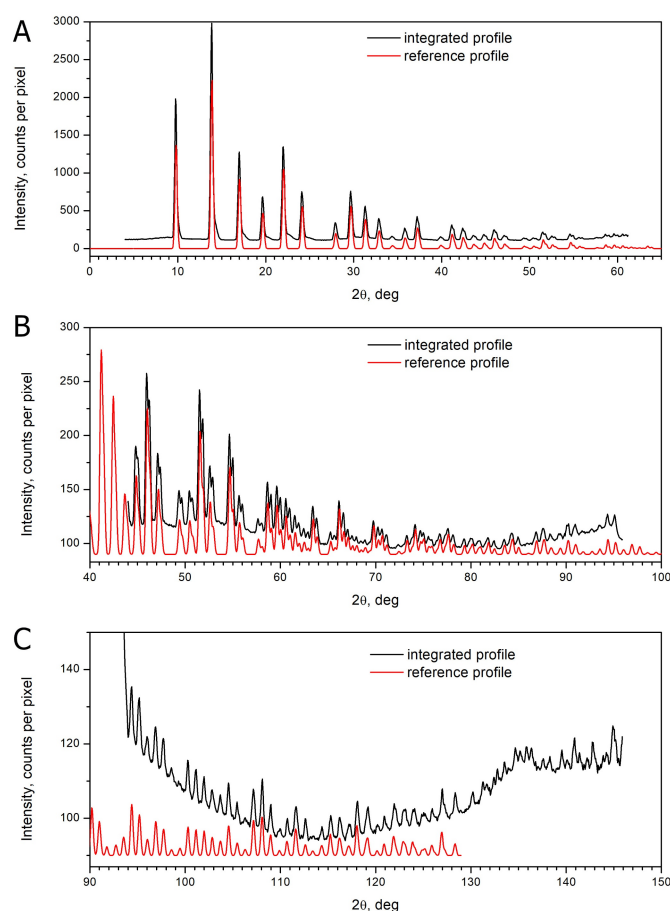 A
3000
2500
2000
1500
1000
500
0
Intensity, counts per pixel
integrated profile
reference profile
0 10 20 30 40 50 60
2θ, deg
B
300
250
200
150
100
Intensity, counts per pixel
integrated profile
reference profile
40 50 60 70 80 90 100
2θ, deg
C
140
120
100
Intensity, counts per pixel
integrated profile
reference profile
90 100 110 120 130 140 150
2θ, deg